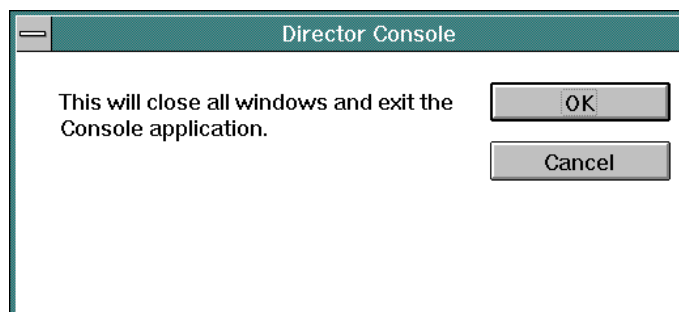 Director Console
This will close all windows and exit the
Console application.
OK
Cancel